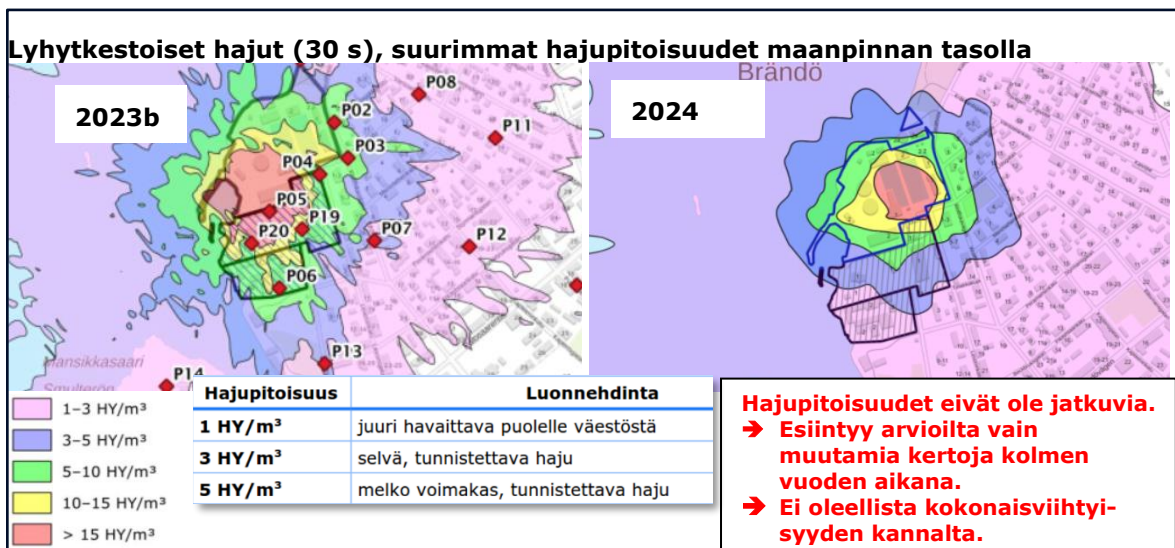 Lyhytkestoiset hajut (30 s), suurimmat hajupitoisuudet maanpinnan tasolla
2023b
P08
P02
P11
P03
P04
P05
P19
P20
P07
P12
P06
P13
P14
Mansikkasaari
Smulterön
Brändö
2024
1–3 HY/m³
3–5 HY/m³
5–10 HY/m³
10–15 HY/m³
> 15 HY/m³
Hajupitoisuus Luonnehdinta
1 HY/m³ juuri havaittava puolelle väestöstä
3 HY/m³ selvä, tunnistettava haju
5 HY/m³ melko voimakas, tunnistettava haju
Hajupitoisuudet eivät ole jatkuvia.
➔ Esiintyy arvioilta vain
muutamia kertoja kolmen
vuoden aikana.
➔ Ei oleellista kokonaisviihtyi-
syyden kannalta.